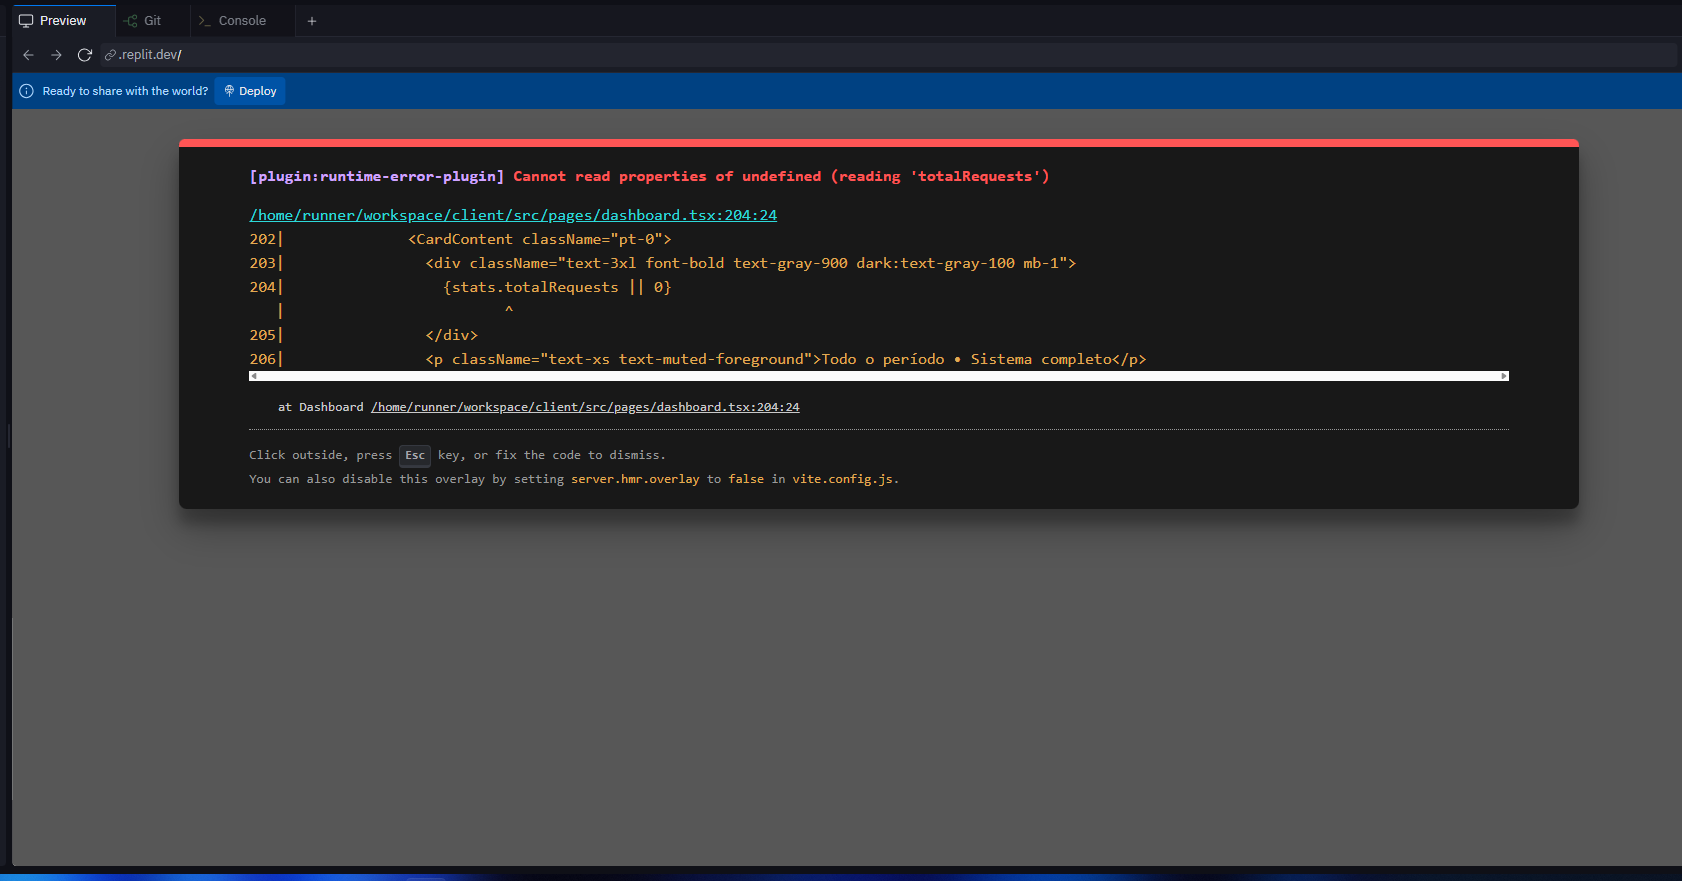 Preview Git Console
.replit.dev/
Ready to share with the world? Deploy
[plugin:runtime-error-plugin] Cannot read properties of undefined (reading 'totalRequests')
/home/runner/workspace/client/src/pages/dashboard.tsx:204:24
202| <CardContent className="pt-0">
203| <div className="text-3xl font-bold text-gray-900 dark:text-gray-100 mb-1">
204| {stats.totalRequests || 0}
| ^
205| </div>
206| <p className="text-xs text-muted-foreground">Todo o período • Sistema completo</p>
at Dashboard /home/runner/workspace/client/src/pages/dashboard.tsx:204:24
Click outside, press Esc key, or fix the code to dismiss.
You can also disable this overlay by setting server.hmr.overlay to false in vite.config.js.